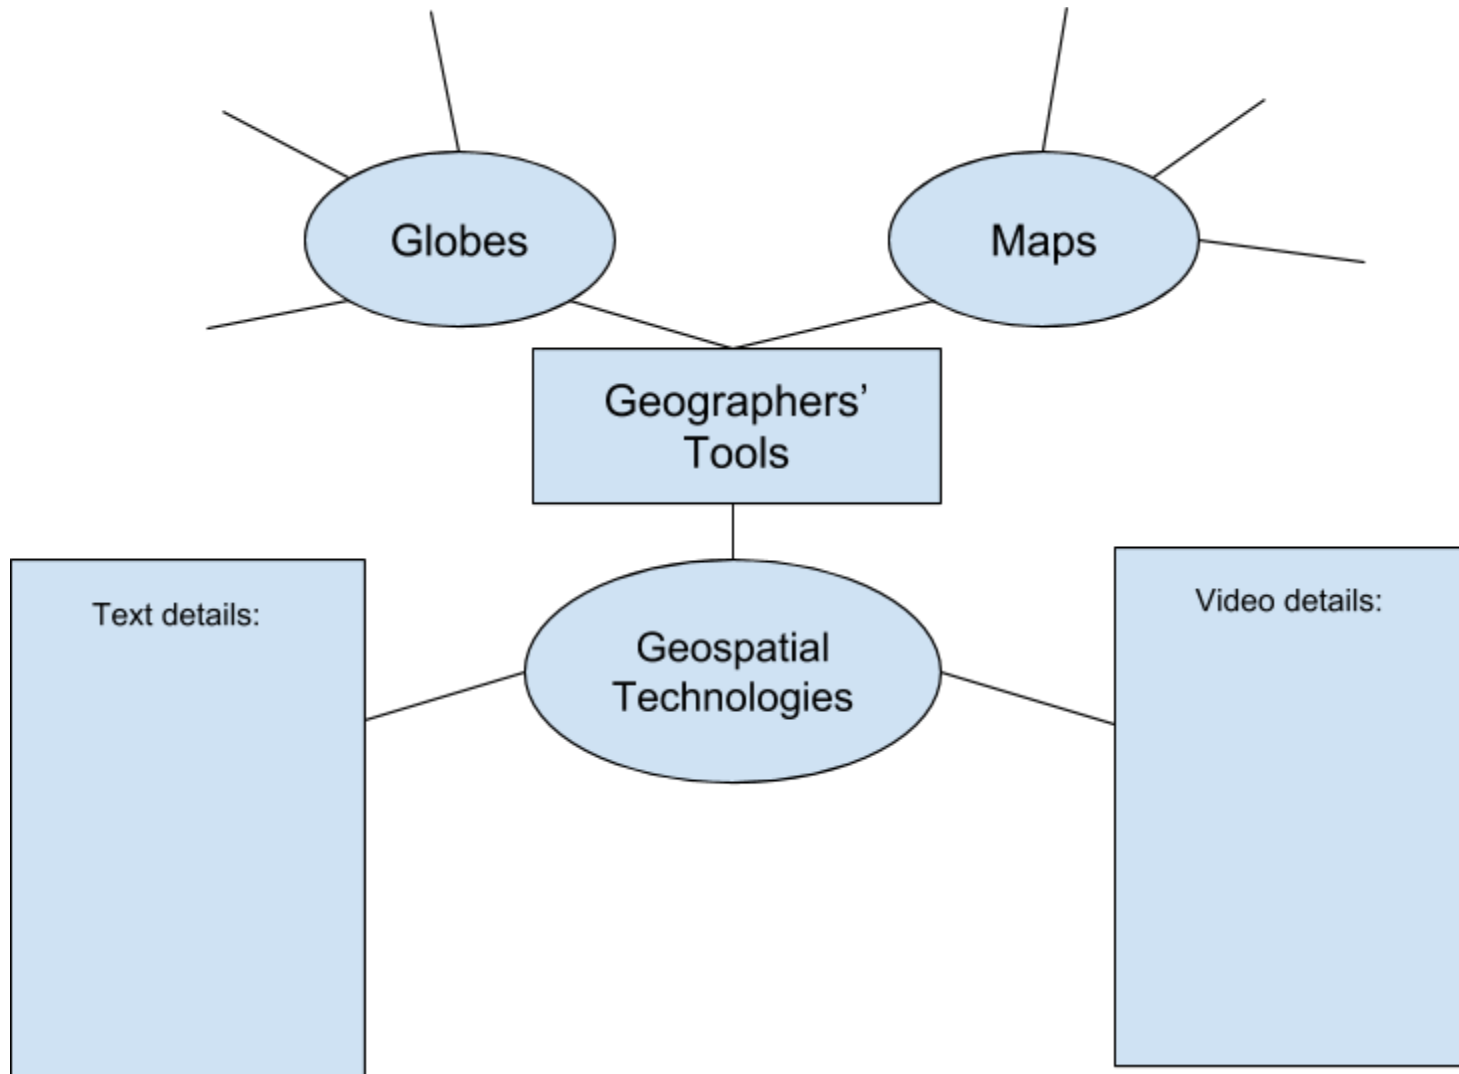 Globes
Maps
Geographers’
Tools
Text details:
Geospatial
Technologies
Video details: